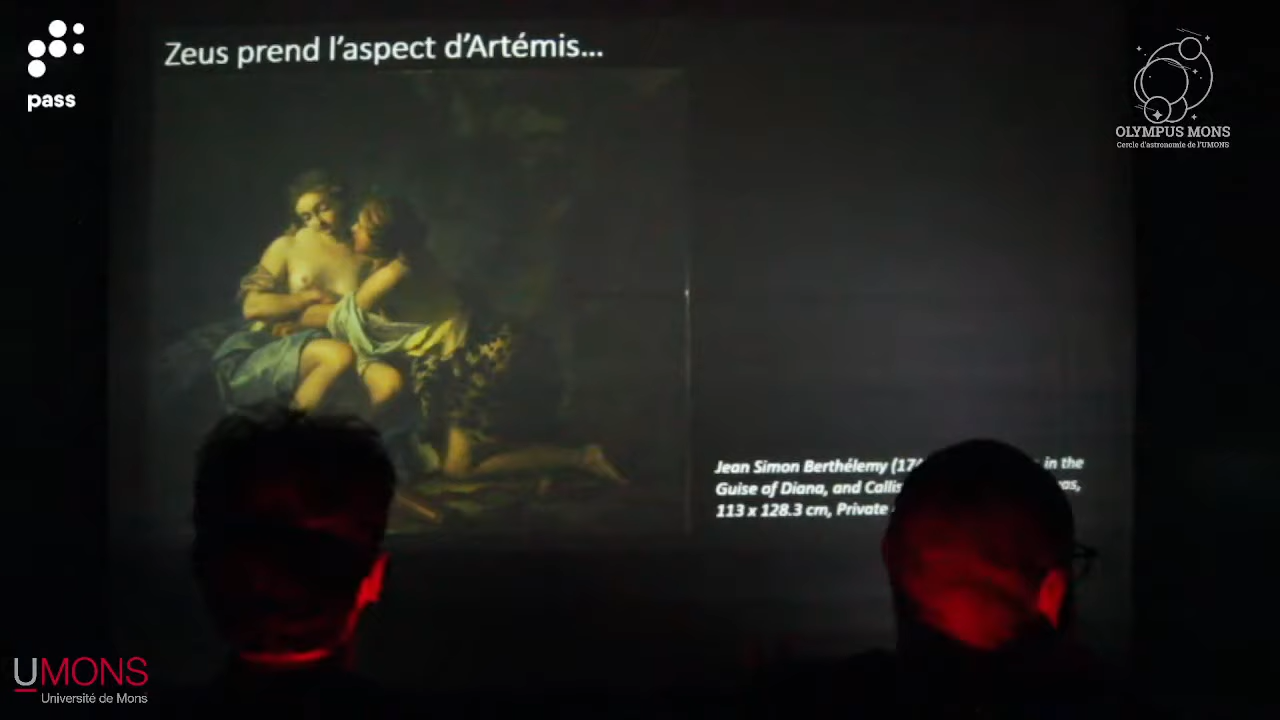 Zeus prend l'aspect d'Artémis...
pass
OLYMPUS MONS
Cercle d'astronomie de l'UMONS
Jean Simon Berthélemy (17 in the
Guise of Diana, and Callis
113 x 128.3 cm, Private
UMONS
Université de Mons